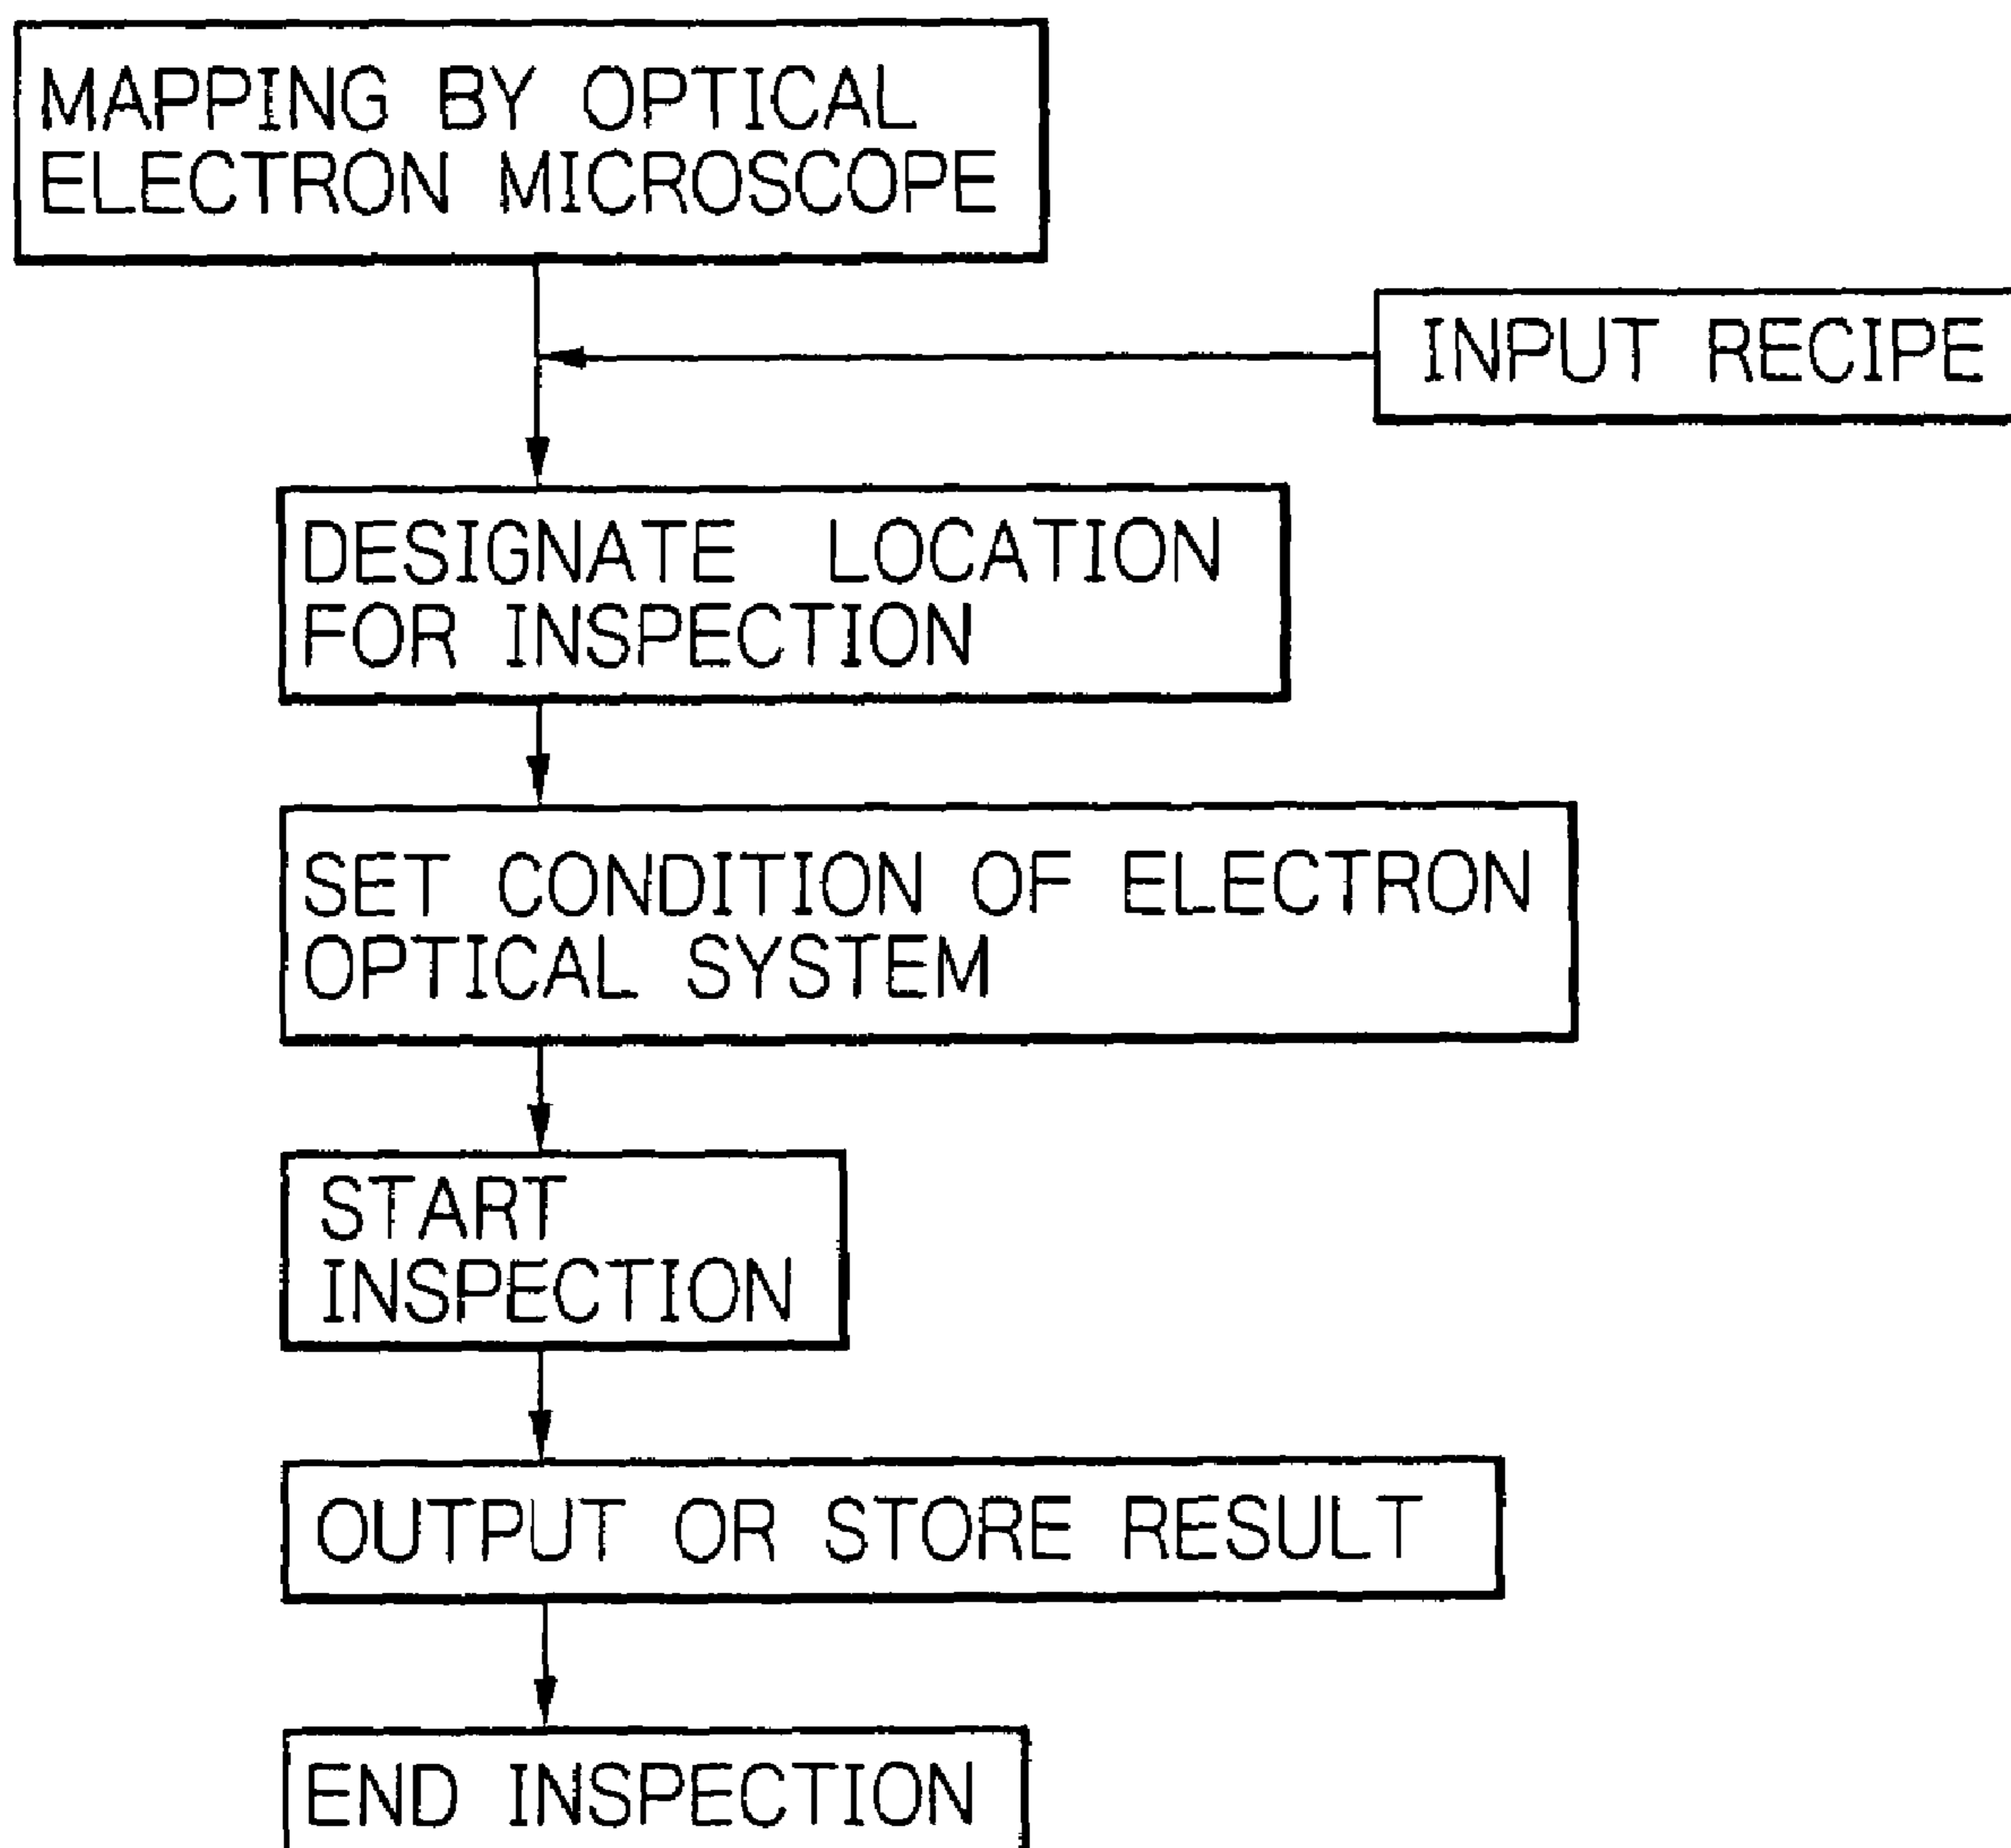 MAPPING BY OPTICAL
ELECTRON MICROSCOPE
INPUT RECIPE
DESIGNATE LOCATION
FOR INSPECTION
SET CONDITION OF ELECTRON
OPTICAL SYSTEM
START
INSPECTION
OUTPUT OR STORE RESULT
END INSPECTION